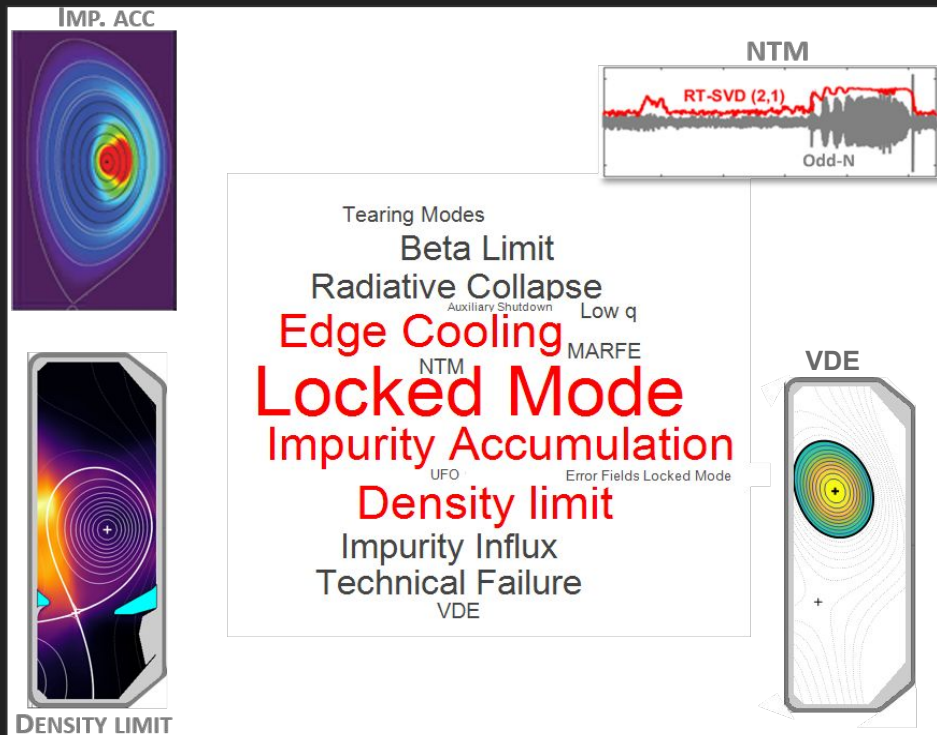 IMP. ACC
NTM
RT-SVD (2,1)
Odd-N
Tearing Modes
Beta Limit
Radiative Collapse
Auxiliary Shutdown
Low q
Edge Cooling
MARFE
NTM
Locked Mode
Impurity Accumulation
UFO
Error Fields Locked Mode
Density limit
Impurity Influx
Technical Failure
VDE
VDE
DENSITY LIMIT